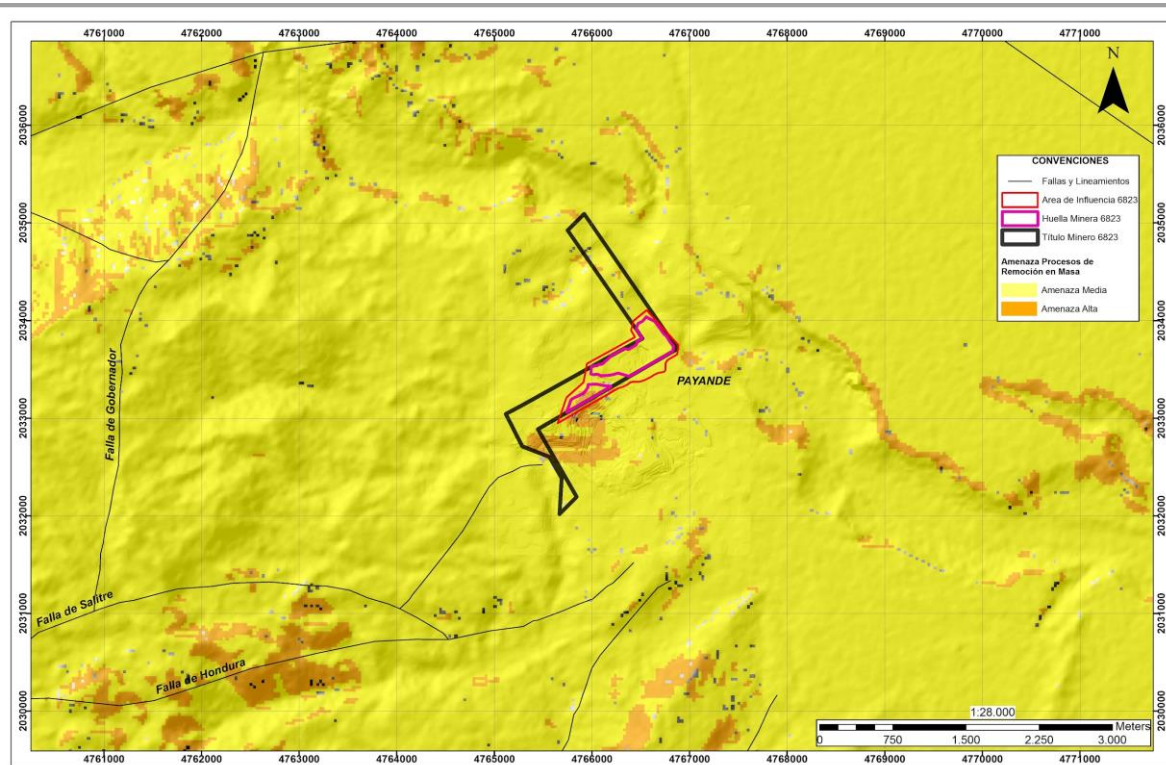 4761000 4762000 4763000 4764000 4765000 4766000 4767000 4768000 4769000 4770000 4771000
N
2036000 2036000
CONVENCIONES
Fallas y Lineamientos
Area de Influencia 6823
Huella Minera 6823
Título Minero 6823
Amenaza Procesos de
Remoción en Masa
Amenaza Media
Amenaza Alta
2035000 2035000
2034000 2034000
Falla de Gobernador
PAYANDE
2033000 2033000
2032000 2032000
2031000 2031000
Falla de Salitre
Falla de Hondura
2030000 2030000
1:28.000
Meters
0 750 1.500 2.250 3.000
4761000 4762000 4763000 4764000 4765000 4766000 4767000 4768000 4769000 4770000 4771000